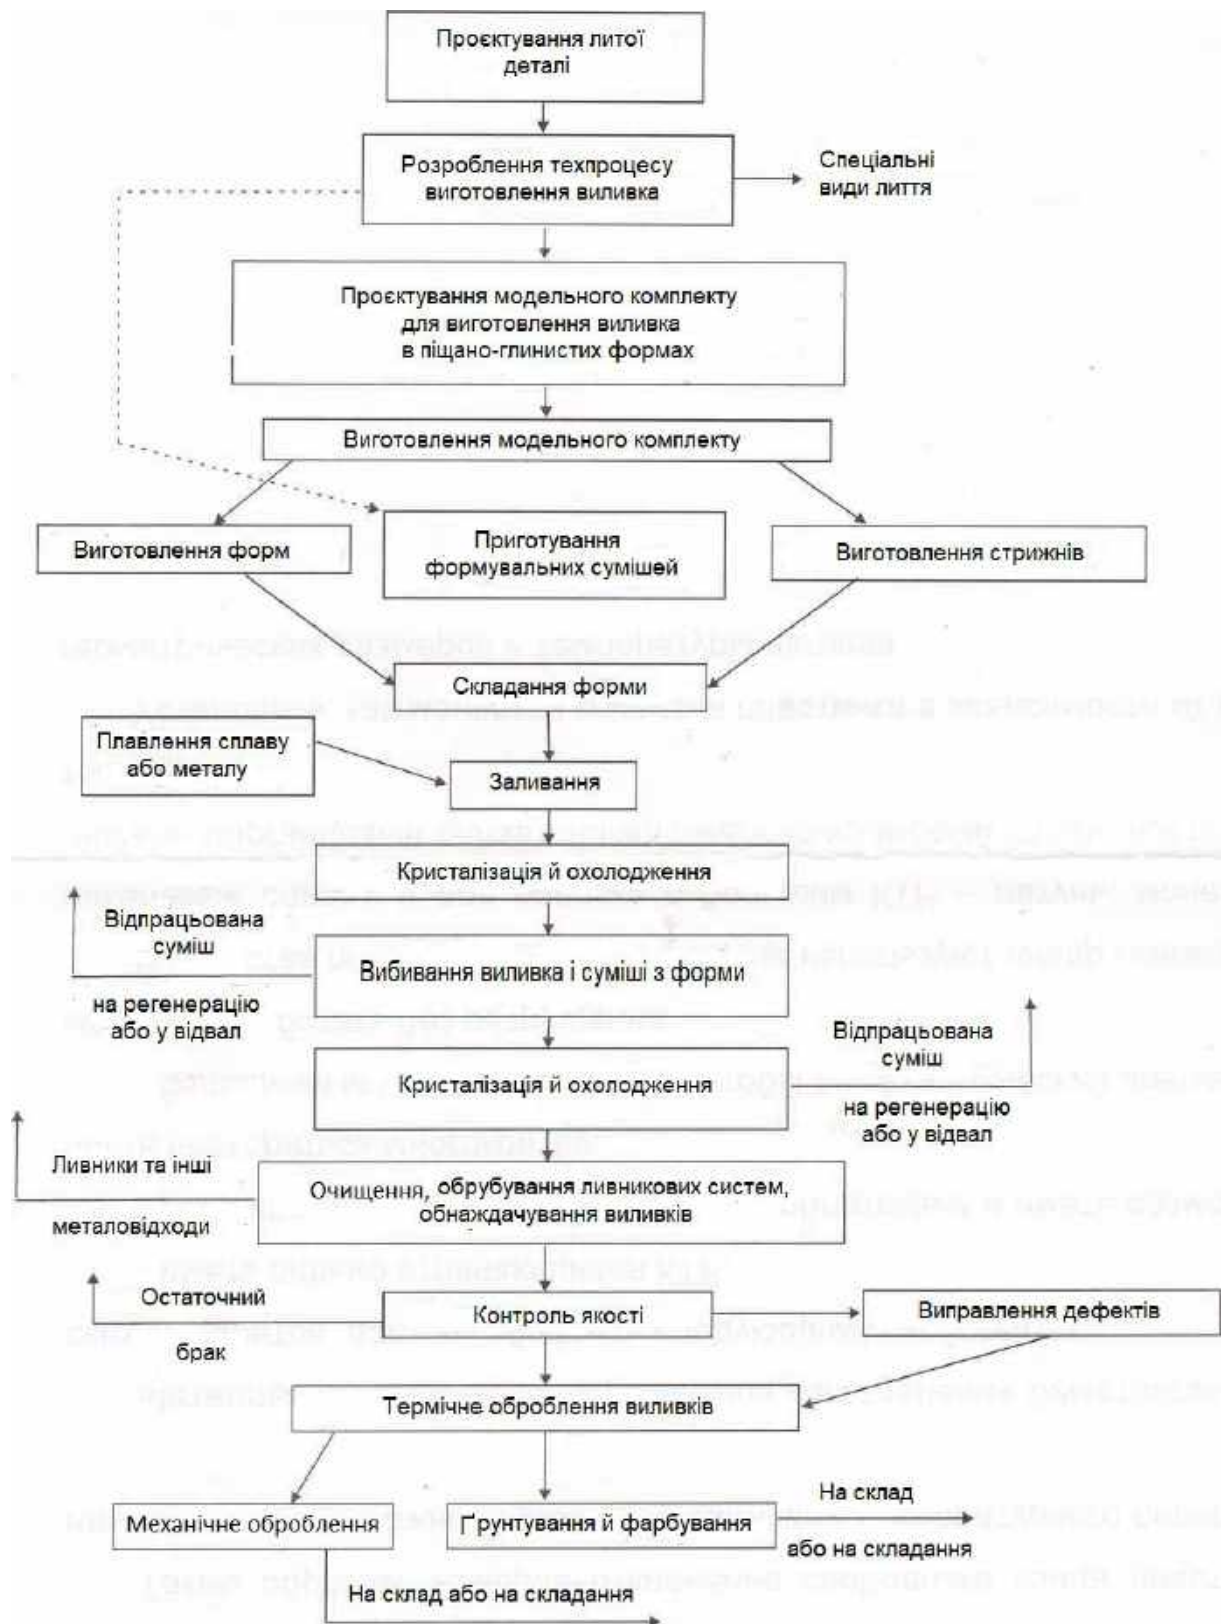 Проєктування литої
деталі
Розроблення техпроцесу
виготовлення виливка
Спеціальні
види лиття
Проєктування модельного комплекту
для виготовлення виливка
в піщано-глинистих формах
Виготовлення модельного комплекту
Виготовлення форм
Приготування
формувальних сумішей
Виготовлення стрижнів
Складання форми
Плавлення сплаву
або металу
Заливання
Кристалізація й охолодження
Відпрацьована
суміш
на регенерацію
або у відвал
Вибивання виливка і суміші з форми
Кристалізація й охолодження
Відпрацьована
суміш
на регенерацію
або у відвал
Ливники та інші
металовідходи
Очищення, обрубування ливникових систем,
обнаждачування виливків
Остаточний
брак
Контроль якості
Виправлення дефектів
Термічне оброблення виливків
Механічне оброблення
Ґрунтування й фарбування
На склад
або на складання
На склад або на складання